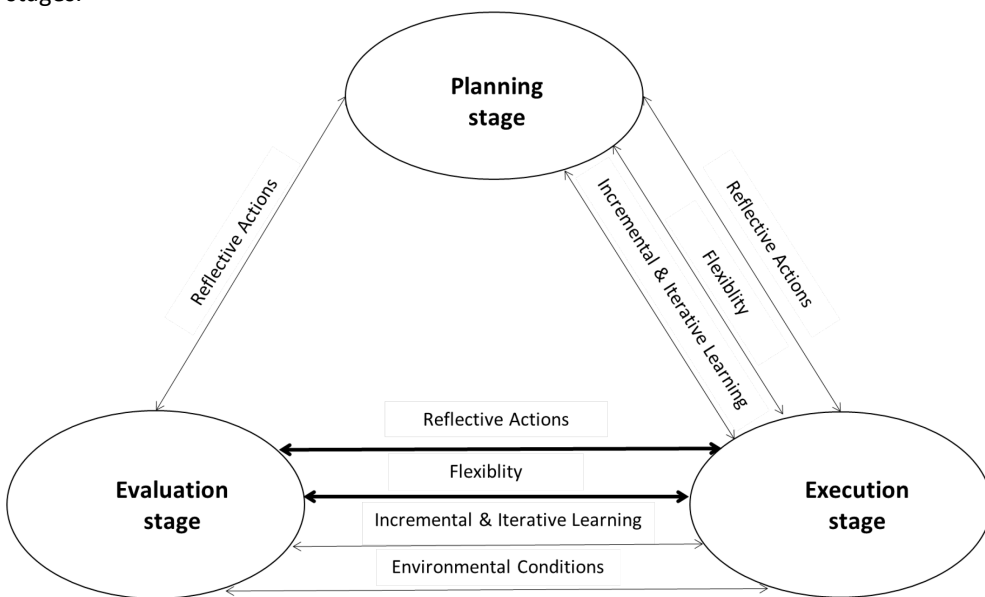 stages.
Planning
stage
Reflective Actions
Incremental & Iterative Learning
Flexiblity
Reflective Actions
Reflective Actions
Flexiblity
Evaluation
stage
Execution
stage
Incremental & Iterative Learning
Environmental Conditions